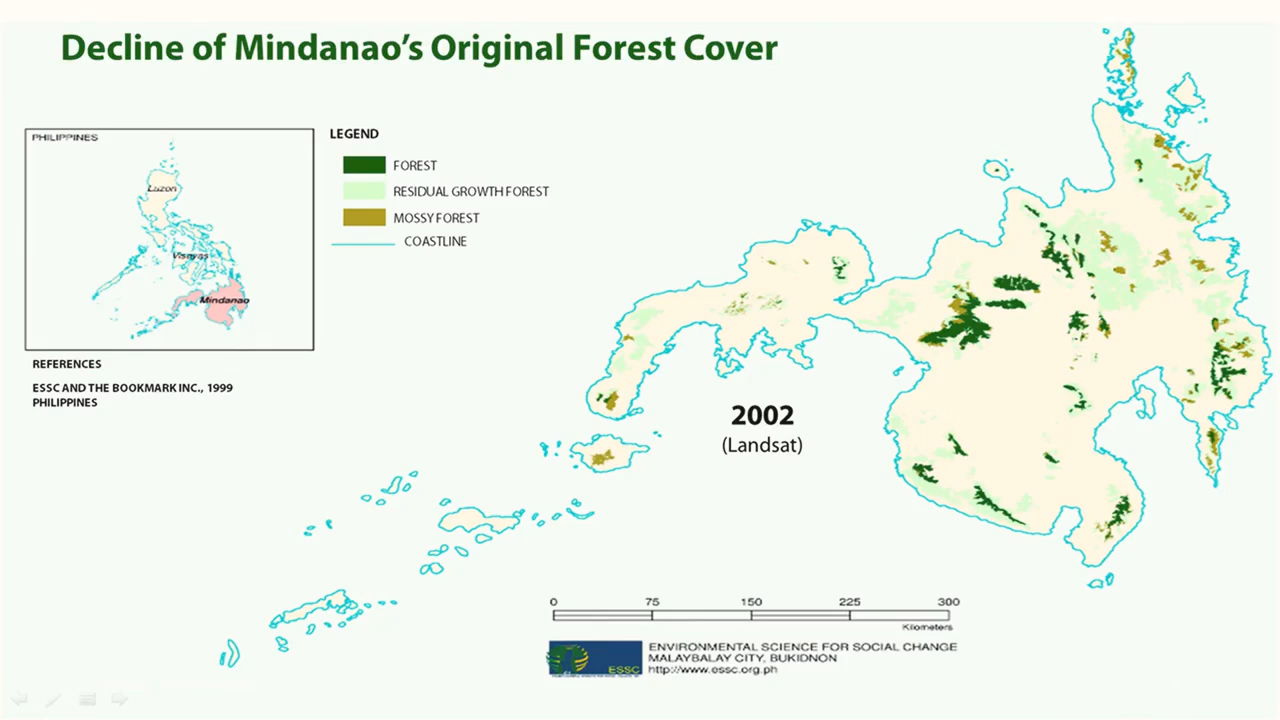 Decline of Mindanao's Original Forest Cover
PHILIPPINES
Luzon
Visayas
Mindanao
LEGEND
FOREST
RESIDUAL GROWTH FOREST
MOSSY FOREST
COASTLINE
REFERENCES
ESSC AND THE BOOKMARK INC., 1999
PHILIPPINES
2002
(Landsat)
0 75 150 225 300
Kilometers
ESSC
ENVIRONMENTAL SCIENCE FOR SOCIAL CHANGE
MALAYBALAY CITY, BUKIDNON
http://www.essc.org.ph